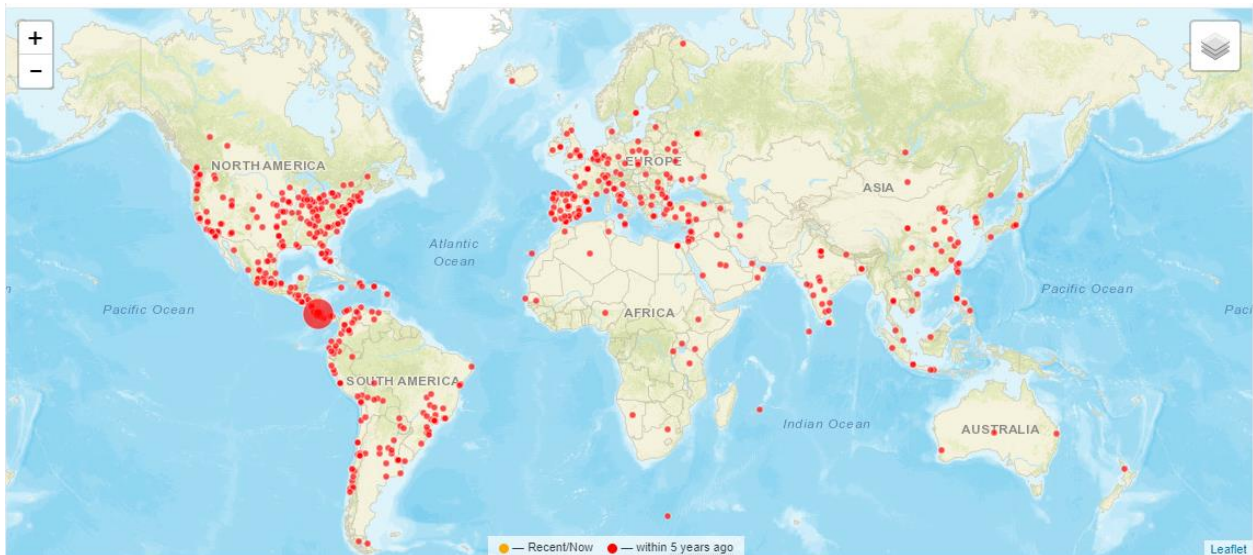 +
−
NORTH AMERICA
EUROPE
ASIA
Atlantic
Ocean
Pacific Ocean
AFRICA
Pacific Ocean
Paci
SOUTH AMERICA
Indian Ocean
AUSTRALIA
— Recent/Now — within 5 years ago
Leaflet